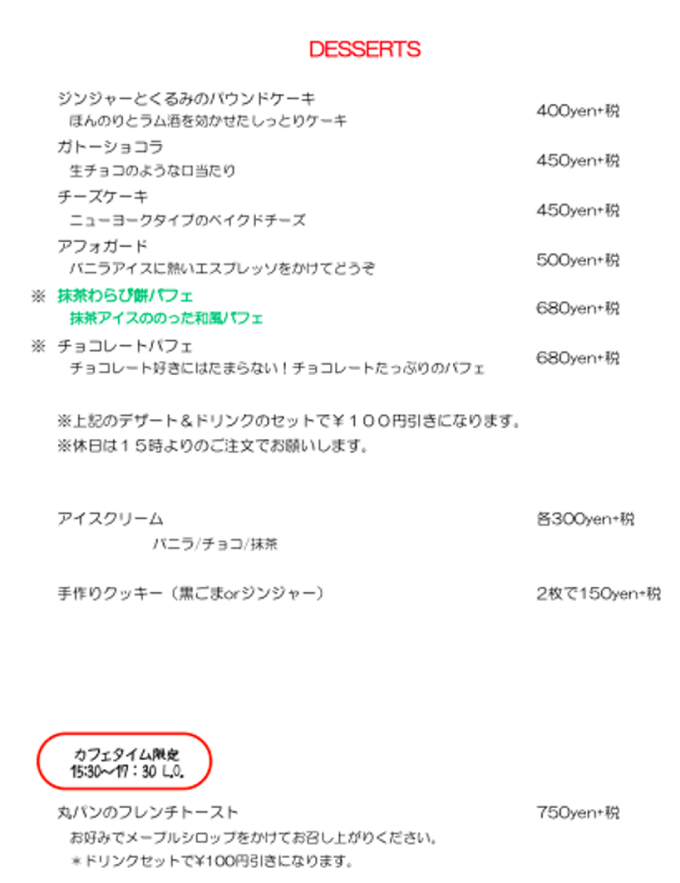 DESSERTS
ジンジャーとくるみのパウンドケーキ 400yen+税
ほんのりとラム酒を効かせたしっとりケーキ
ガトーショコラ 450yen+税
生チョコのような口当たり
チーズケーキ 450yen+税
ニューヨークタイプのベイクドチーズ
アフォガード 500yen+税
バニラアイスに熱いエスプレッソをかけてどうぞ
※ 抹茶わらび餅パフェ 680yen+税
抹茶アイスののった和風パフェ
※ チョコレートパフェ 680yen+税
チョコレート好きにはたまらない！チョコレートたっぷりのパフェ
※上記のデザート＆ドリンクのセットで￥１００円引きになります。
※休日は１５時よりのご注文でお願いします。
アイスクリーム 各300yen+税
バニラ/チョコ/抹茶
手作りクッキー（黒ごまorジンジャー） 2枚で150yen+税
カフェタイム限定
15:30～17：30 L.O.
丸パンのフレンチトースト 750yen+税
お好みでメープルシロップをかけてお召し上がりください。
＊ドリンクセットで¥100円引きになります。